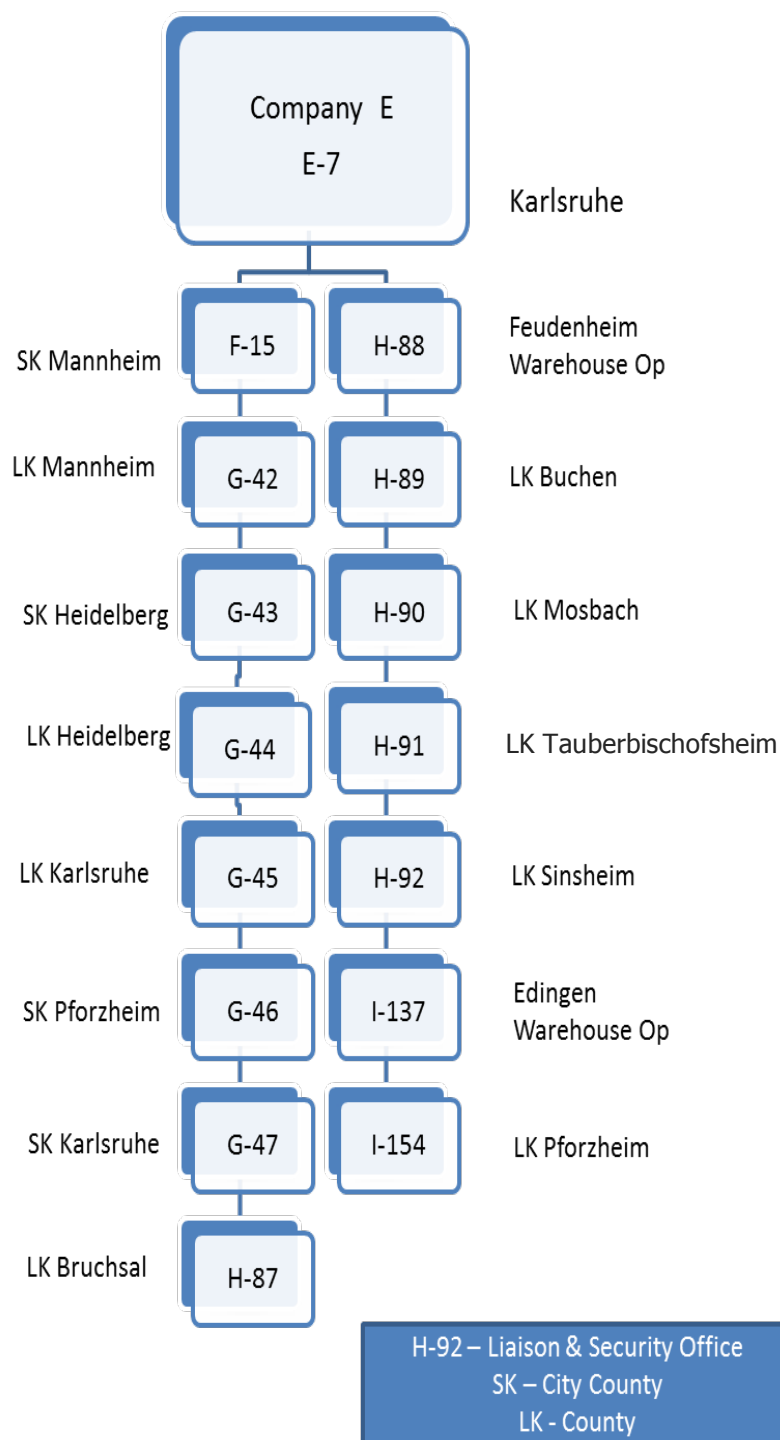 Company E
E-7
Karlsruhe
SK Mannheim
F-15
H-88
Feudenheim
Warehouse Op
LK Mannheim
G-42
H-89
LK Buchen
SK Heidelberg
G-43
H-90
LK Mosbach
LK Heidelberg
G-44
H-91
LK Tauberbischofsheim
LK Karlsruhe
G-45
H-92
LK Sinsheim
SK Pforzheim
G-46
I-137
Edingen
Warehouse Op
SK Karlsruhe
G-47
I-154
LK Pforzheim
LK Bruchsal
H-87
H-92 – Liaison & Security Office
SK – City County
LK - County